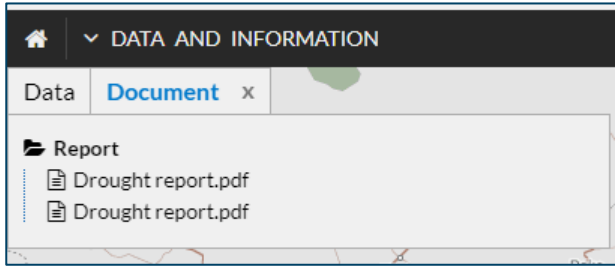 DATA AND INFORMATION
Data Document x
Report
Drought report.pdf
Drought report.pdf